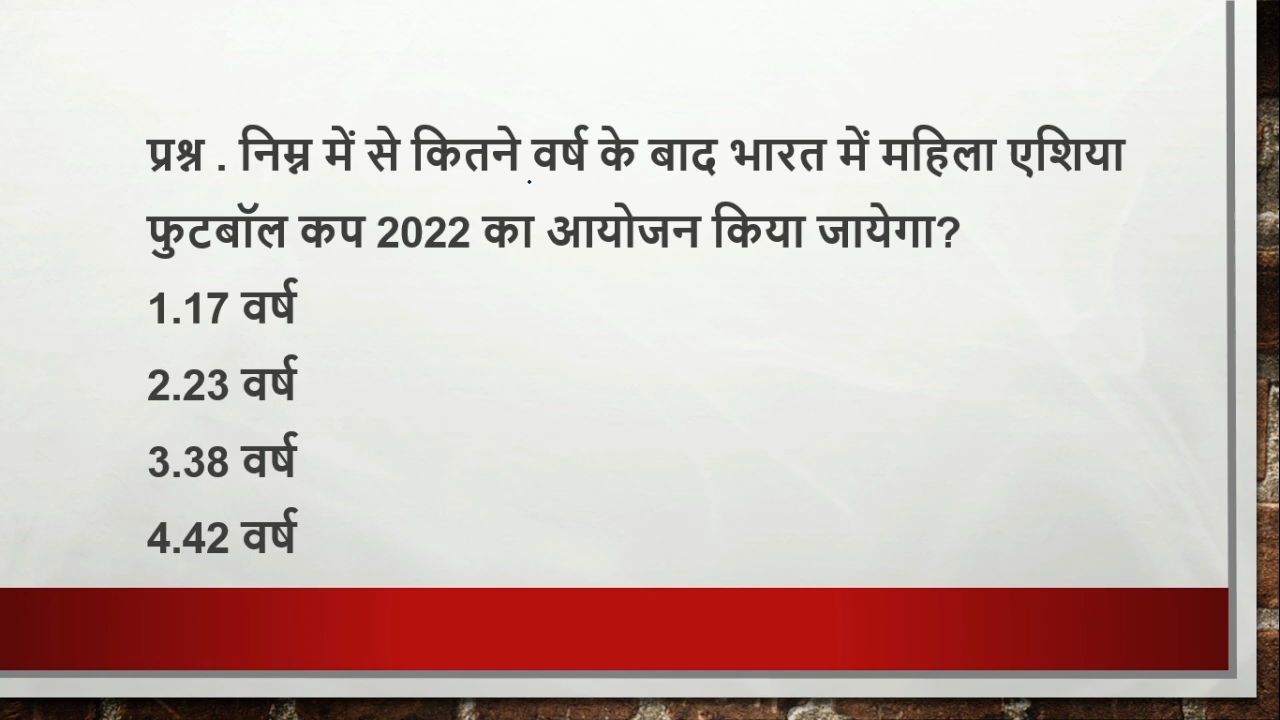 प्रश्न . निम्न में से कितने वर्ष के बाद भारत में महिला एशिया
फुटबॉल कप 2022 का आयोजन किया जायेगा?
1.17 वर्ष
2.23 वर्ष
3.38 वर्ष
4.42 वर्ष